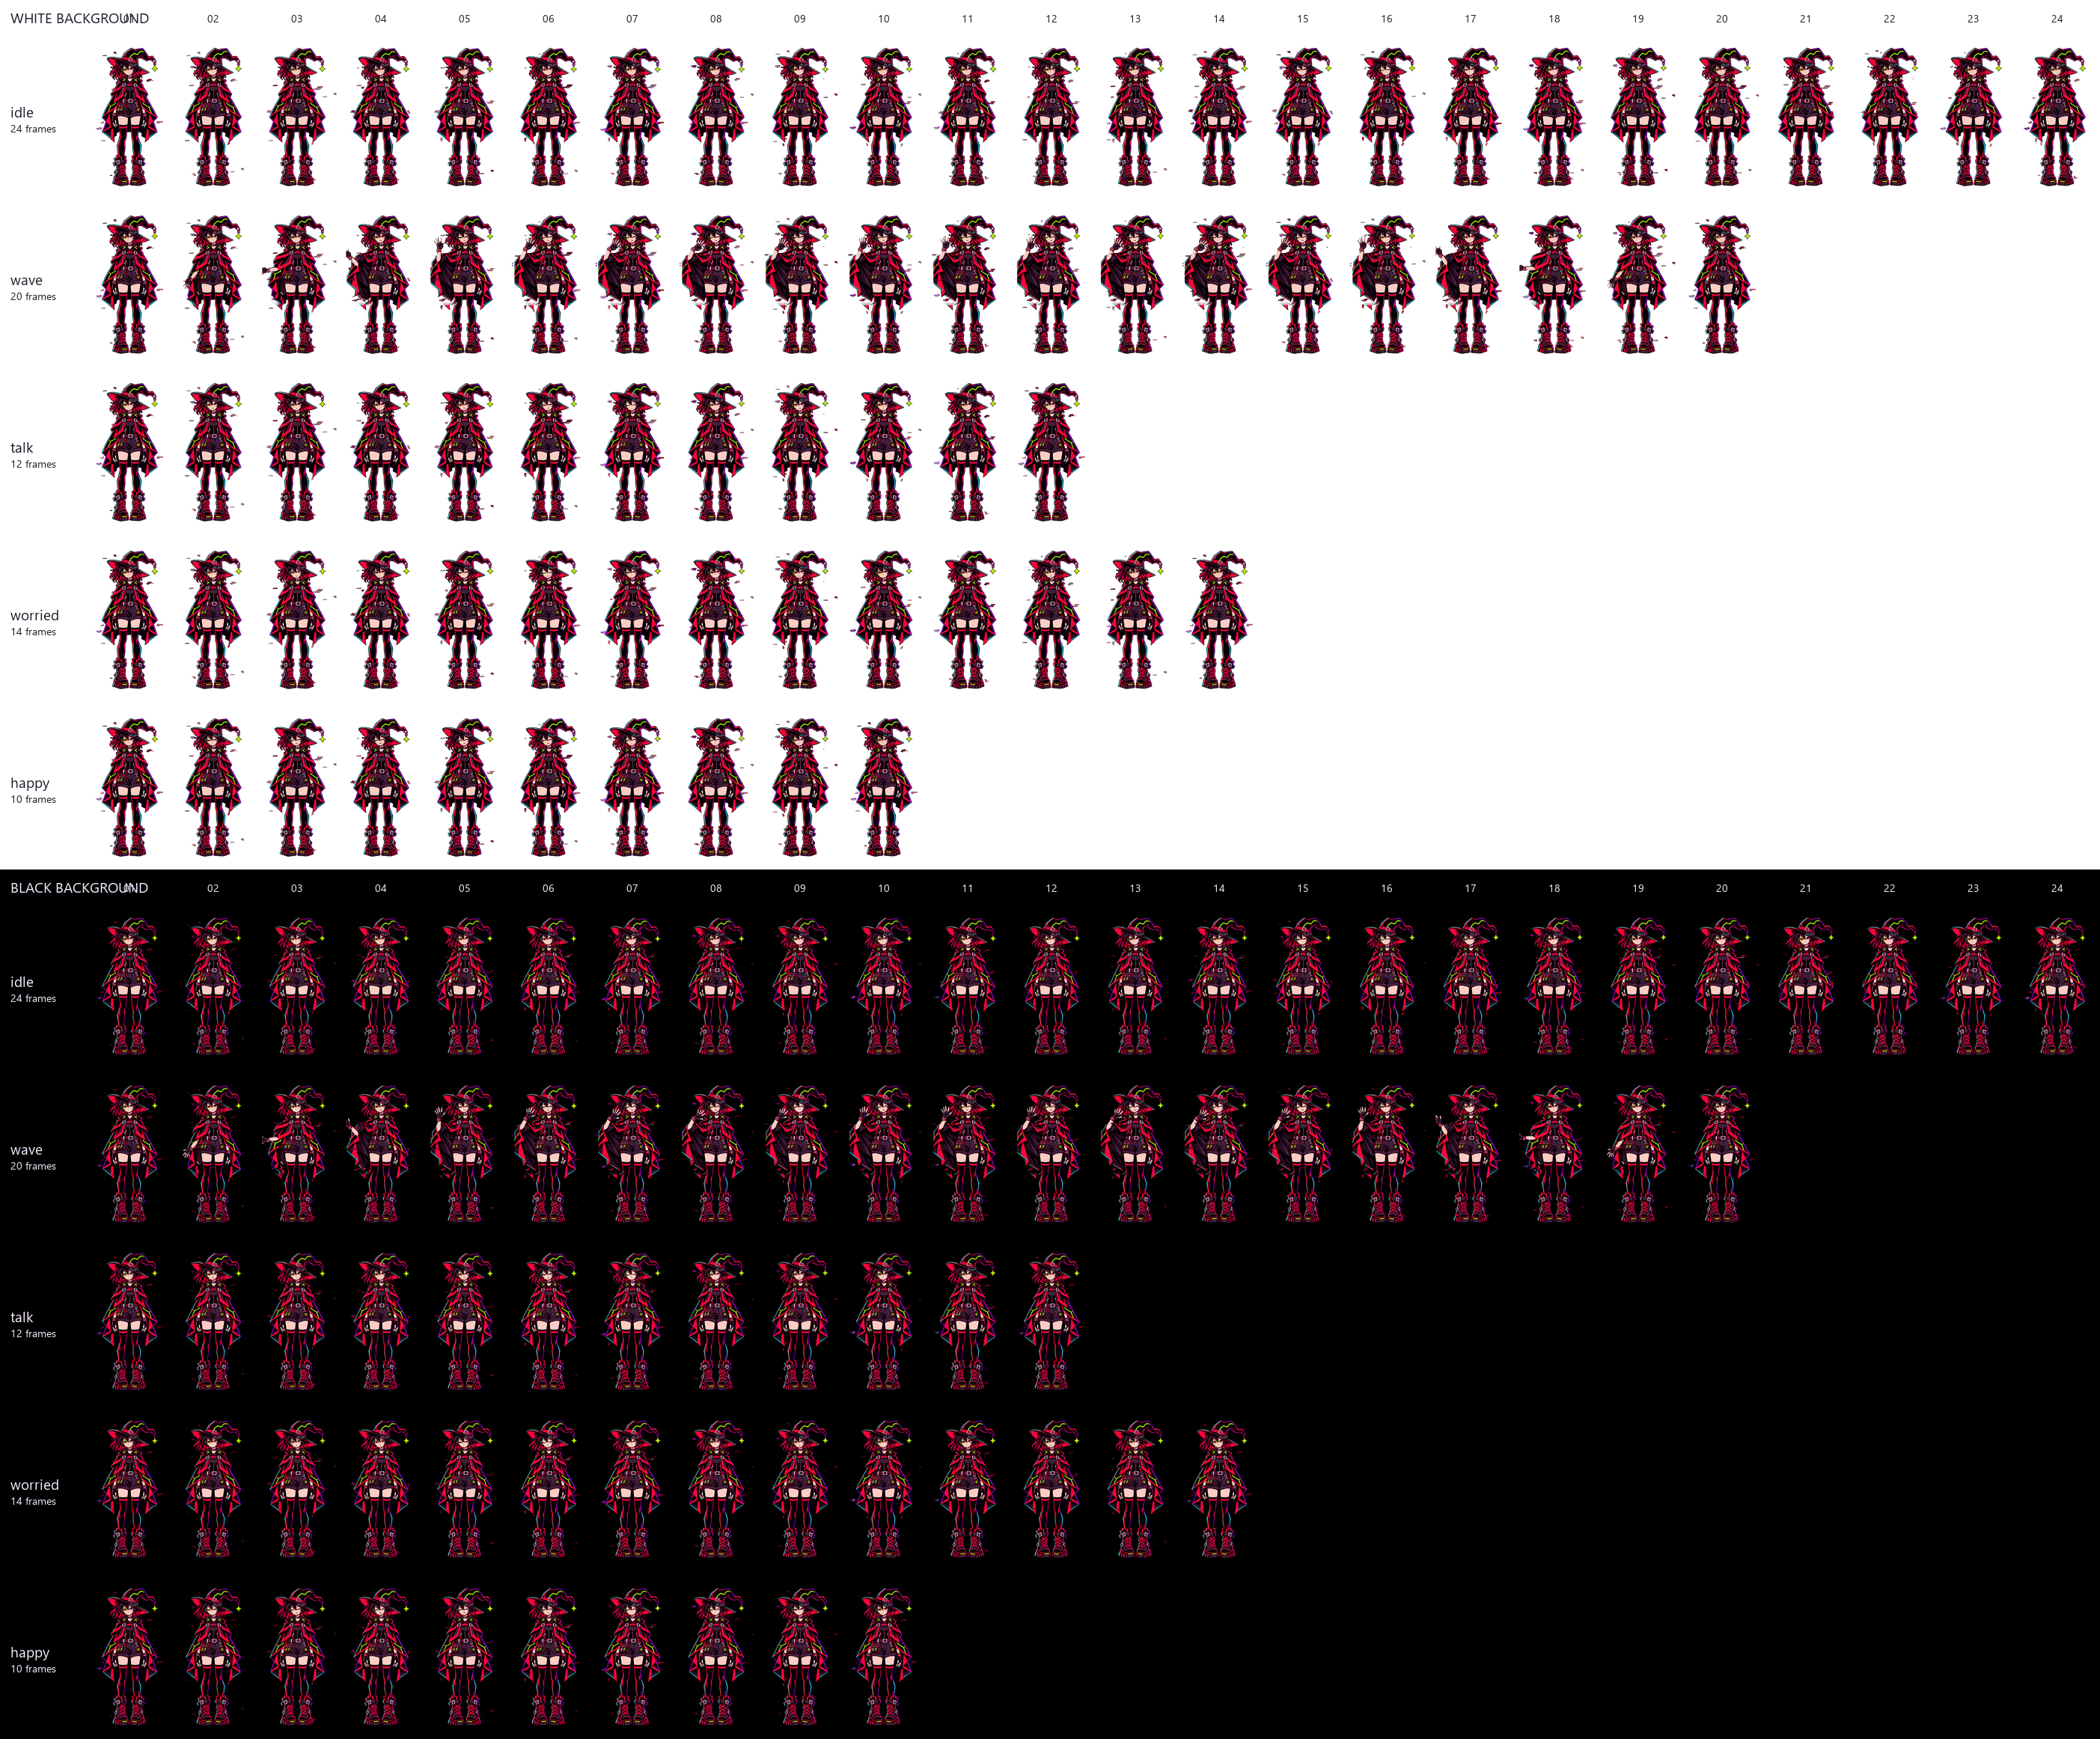 WHITE BACKGROUND 01 02 03 04 05 06 07 08 09 10 11 12 13 14 15 16 17 18 19 20 21 22 23 24
idle
24 frames
wave
20 frames
talk
12 frames
worried
14 frames
happy
10 frames
BLACK BACKGROUND 01 02 03 04 05 06 07 08 09 10 11 12 13 14 15 16 17 18 19 20 21 22 23 24
idle
24 frames
wave
20 frames
talk
12 frames
worried
14 frames
happy
10 frames